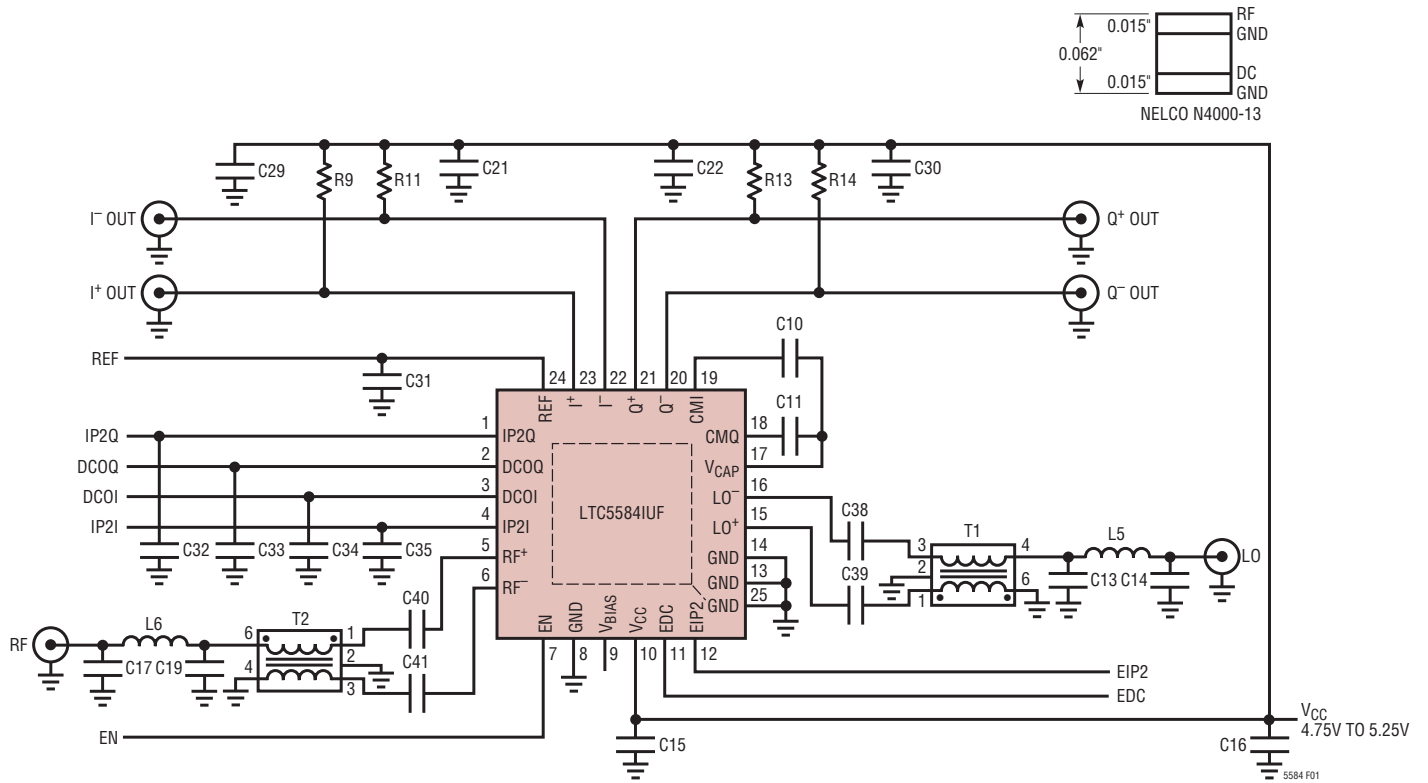 RF
0.015"
GND
0.062"
DC
0.015"
GND
NELCO N4000-13
C29
R9
R11
C21
C22
R13
R14
C30
I⁻ OUT
Q⁺ OUT
I⁺ OUT
Q⁻ OUT
C10
REF
C31
24 23 22 21 20 19
REF I⁺ I⁻ Q⁺ Q⁻ CMI
C11
IP2Q 1 IP2Q
CMQ 18
DCOQ 2 DCOQ
VCAP 17
DCOI 3 DCOI
LO⁻ 16
LTC5584IUF
IP2I 4 IP2I
LO⁺ 15
C38
T1
L5
C32 C33 C34 C35
5 RF⁺
GND 14
3 4
2
LO
6 RF⁻
GND 13
C39
6
C13 C14
1
GND 25
C40
EN GND VBIAS VCC EDC EIP2
7 8 9 10 11 12
RF
L6
T2
6 1
2
C17 C19
4
C41
3
EIP2
EDC
EN
VCC
4.75V TO 5.25V
C15
C16
5584 F01